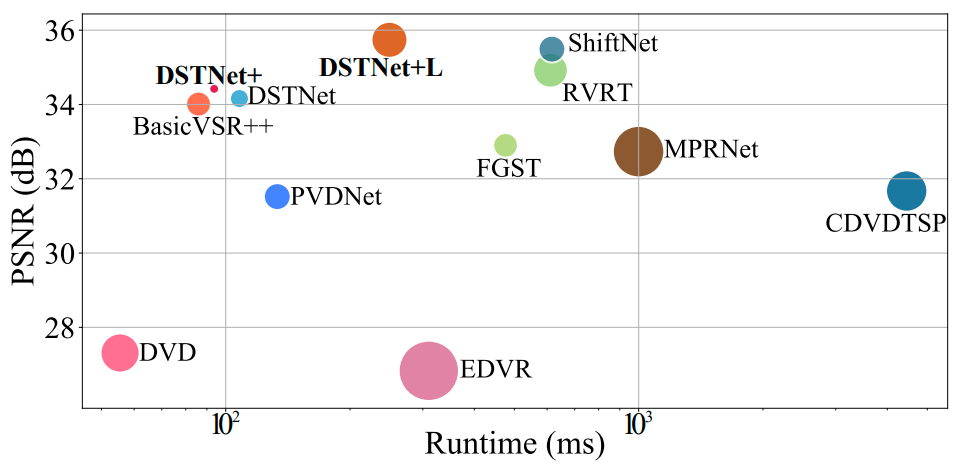 36
34
32
30
28
PSNR (dB)
DSTNet+
DSTNet+L
ShiftNet
DSTNet
RVRT
BasicVSR++
FGST
MPRNet
PVDNet
CDVDTSP
DVD
EDVR
10²
10³
Runtime (ms)